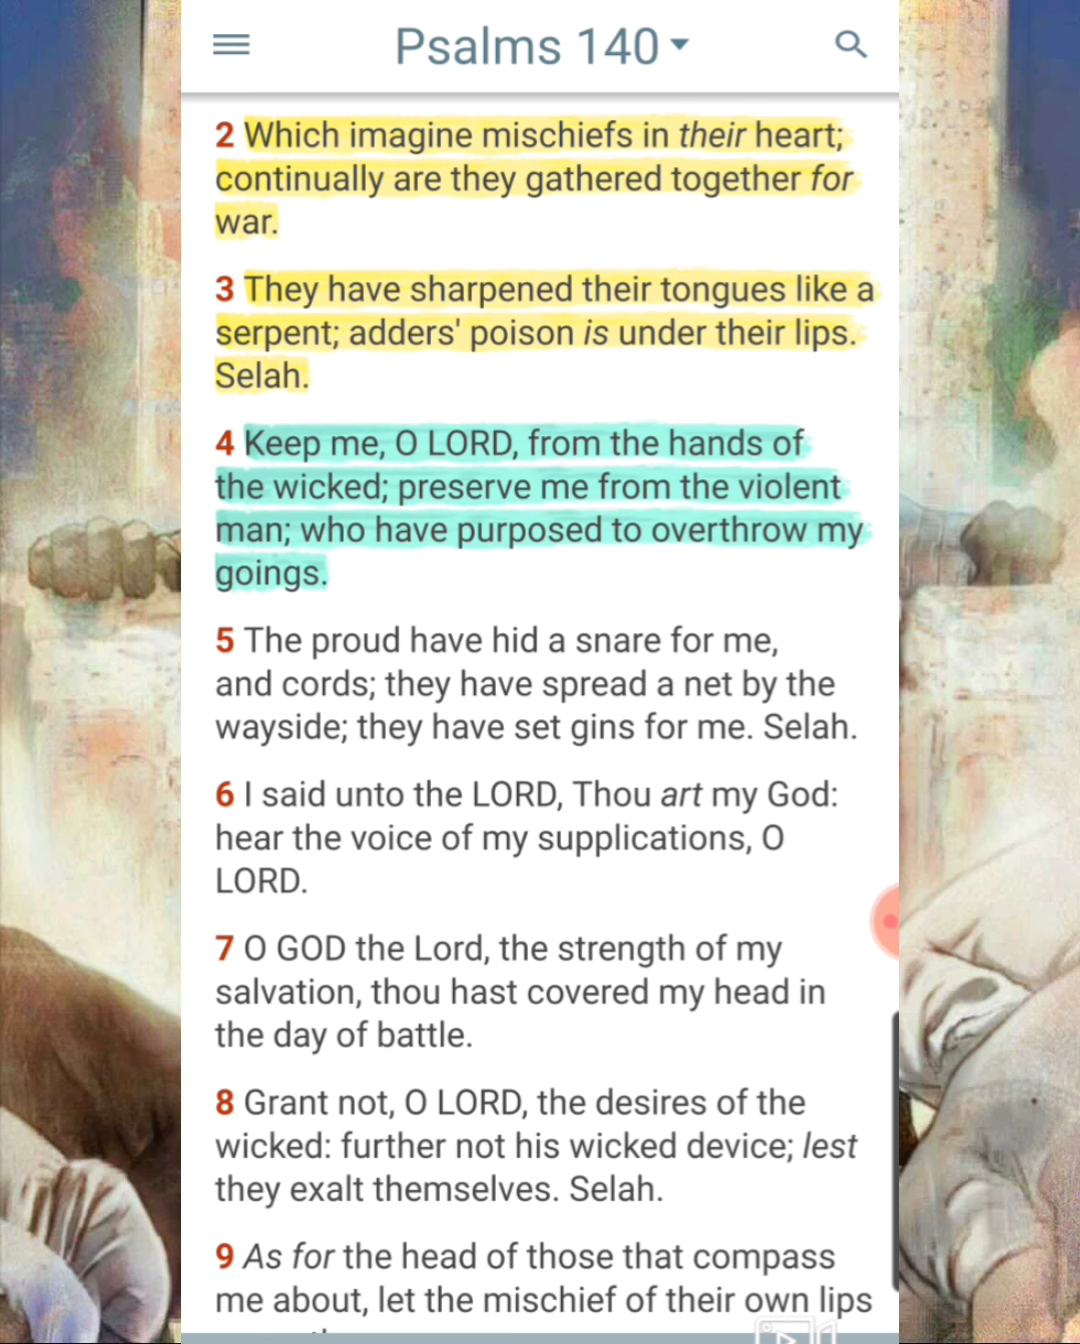 Psalms 140
2 Which imagine mischiefs in their heart;
continually are they gathered together for
war.
3 They have sharpened their tongues like a
serpent; adders' poison is under their lips.
Selah.
4 Keep me, O LORD, from the hands of
the wicked; preserve me from the violent
man; who have purposed to overthrow my
goings.
5 The proud have hid a snare for me,
and cords; they have spread a net by the
wayside; they have set gins for me. Selah.
6 I said unto the LORD, Thou art my God:
hear the voice of my supplications, O
LORD.
7 O GOD the Lord, the strength of my
salvation, thou hast covered my head in
the day of battle.
8 Grant not, O LORD, the desires of the
wicked: further not his wicked device; lest
they exalt themselves. Selah.
9 As for the head of those that compass
me about, let the mischief of their own lips